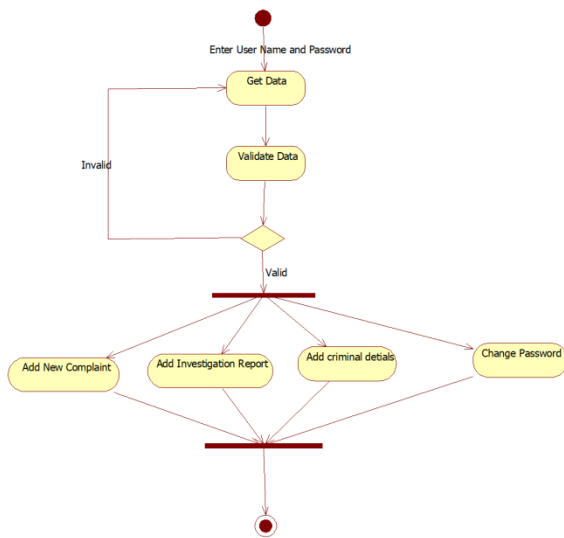 Enter User Name and Password
Get Data
Validate Data
Invalid
Valid
Add New Complaint
Add Investigation Report
Add criminal detials
Change Password